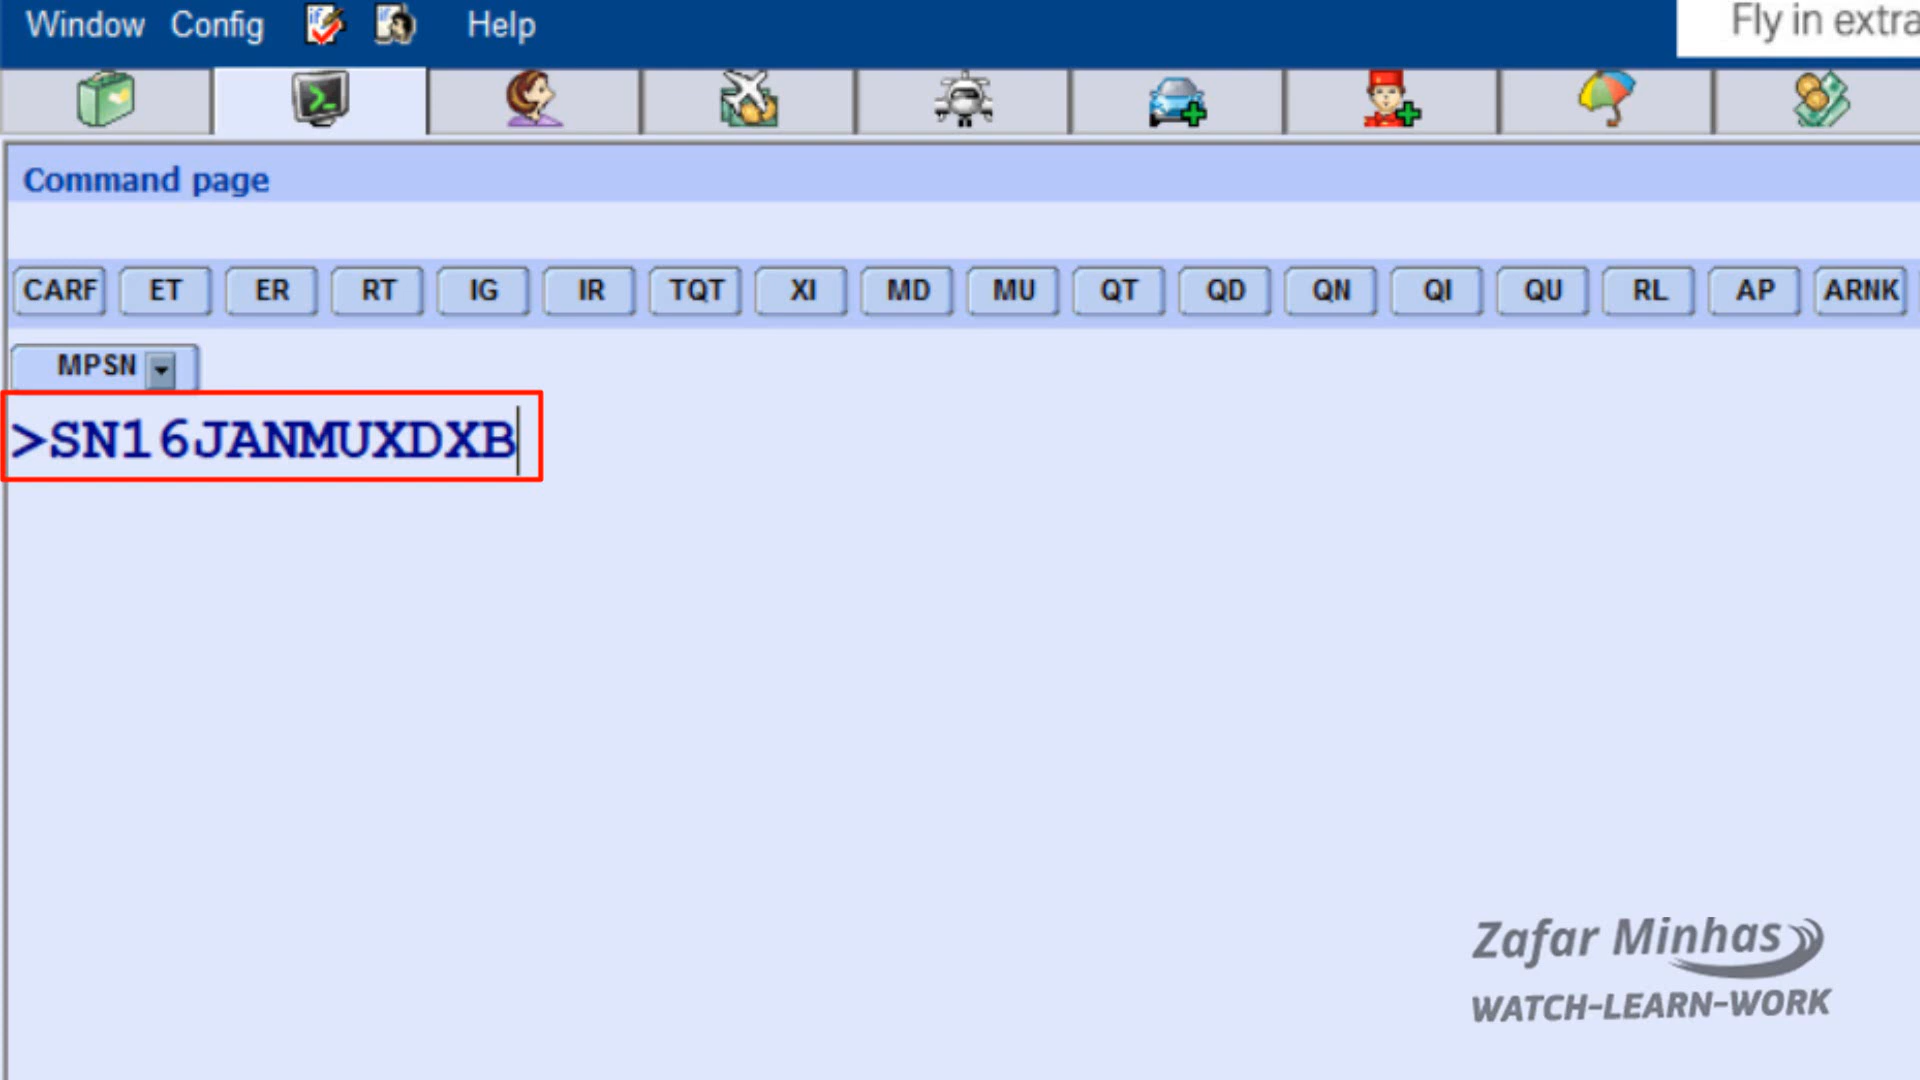 Window Config Help
Fly in extra
Command page
CARF ET ER RT IG IR TQT XI MD MU QT QD QN QI QU RL AP ARNK
MPSN
>SN16JANMUXDXB
Zafar Minhas
WATCH-LEARN-WORK